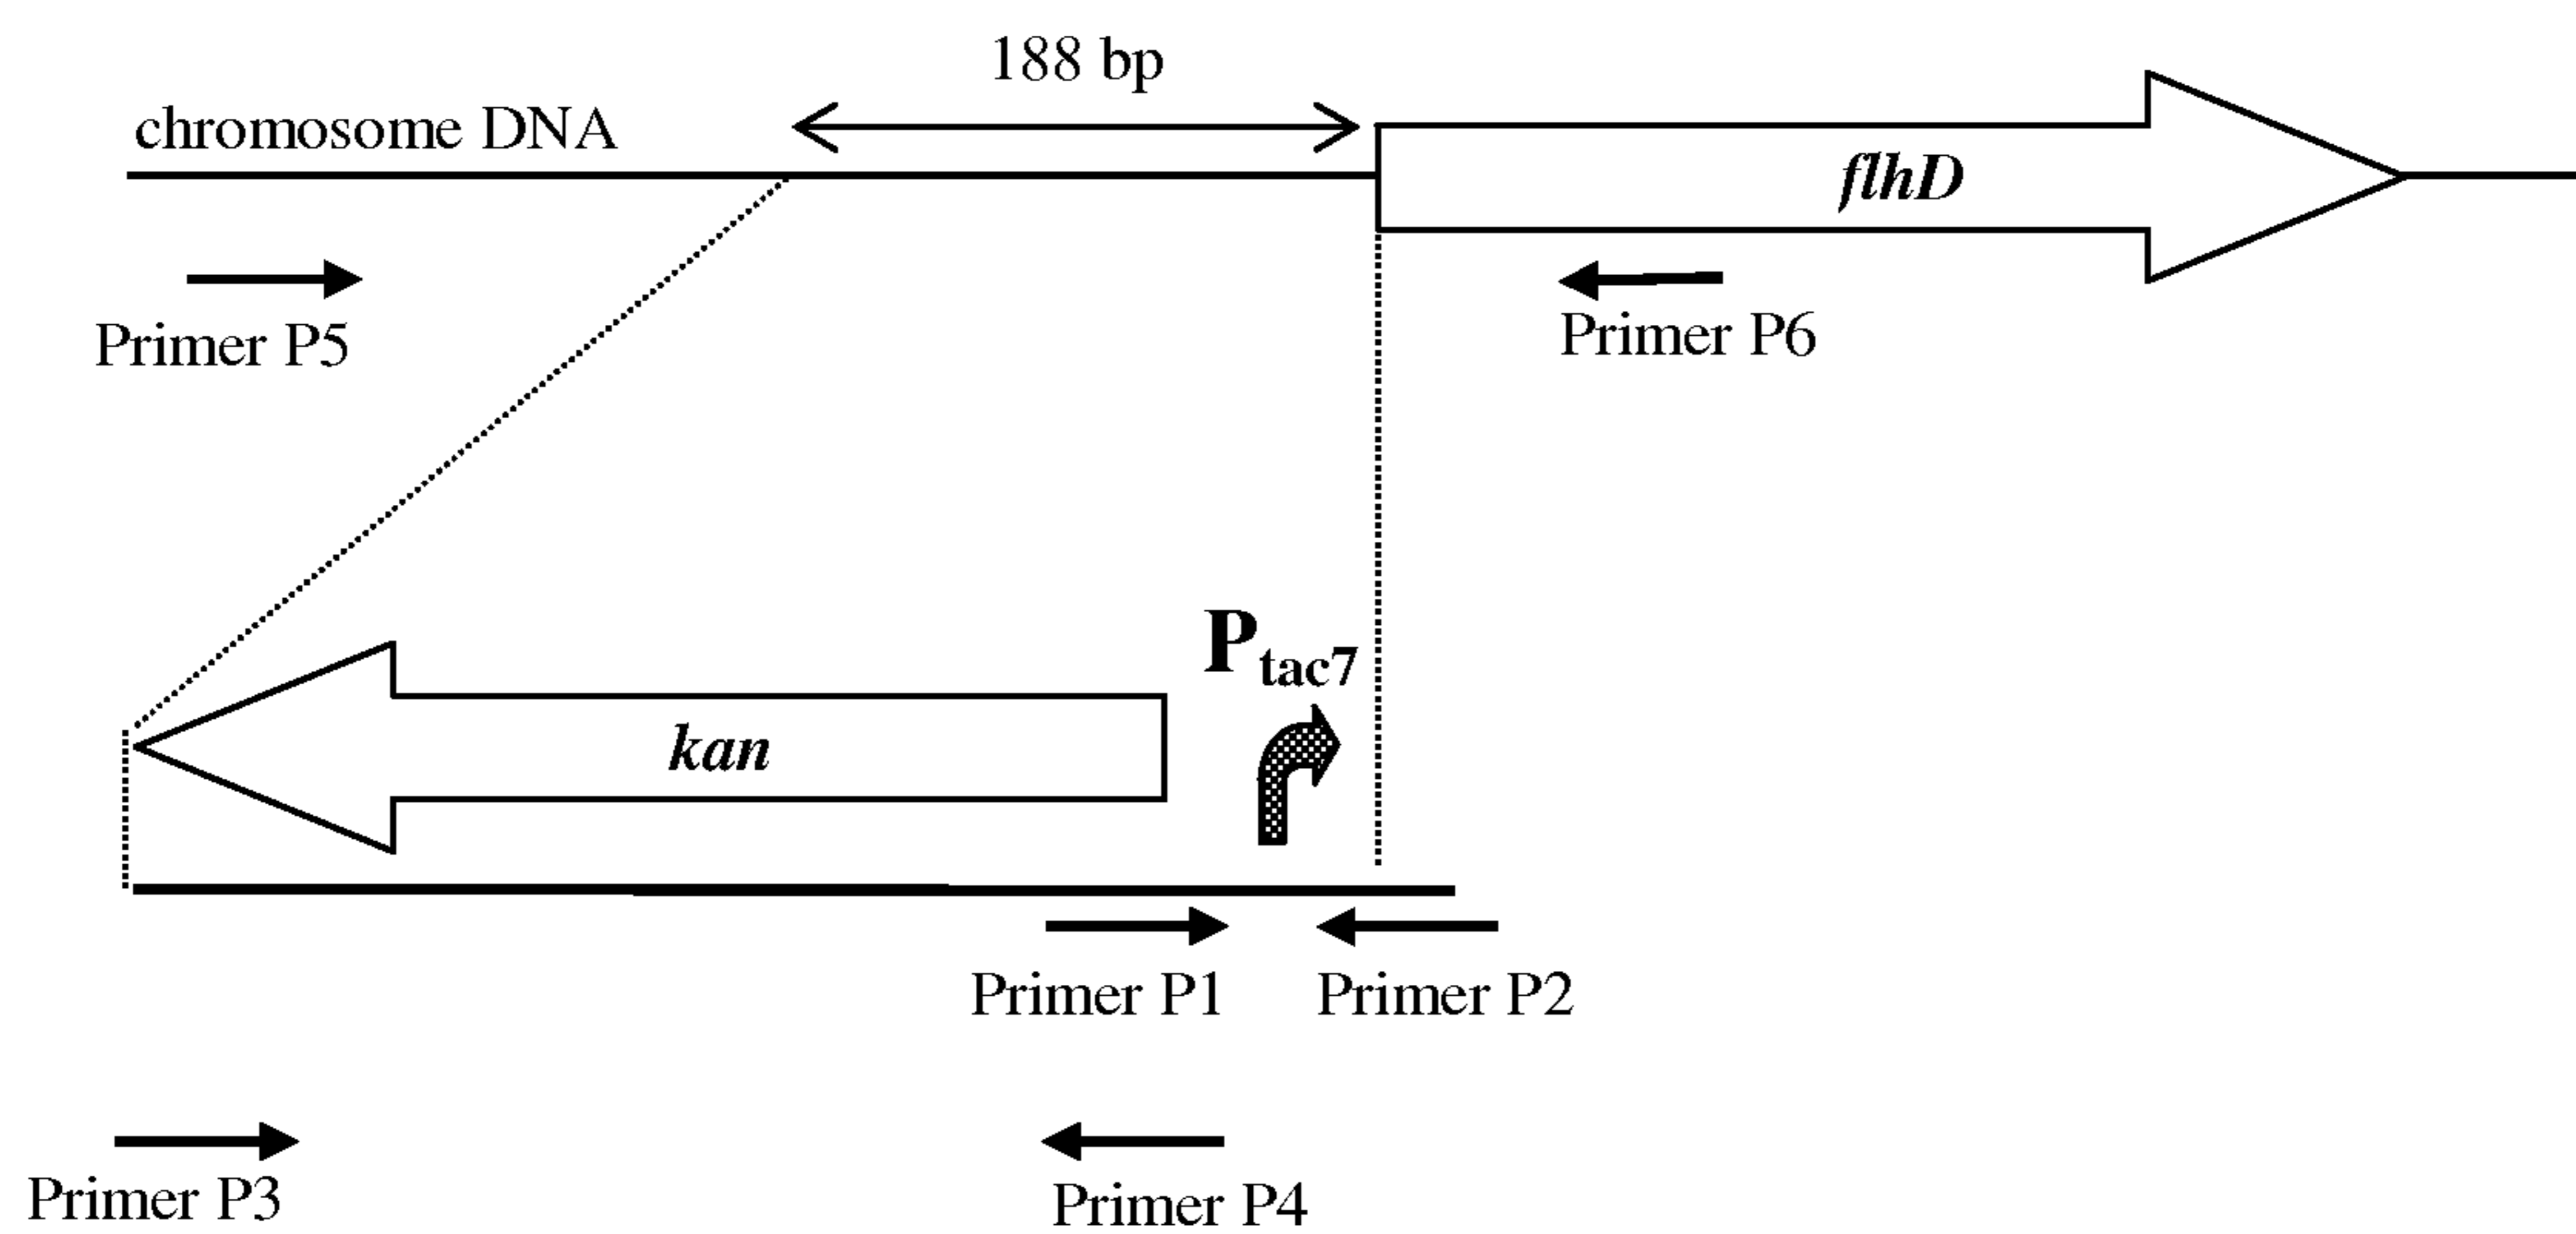 188 bp
chromosome DNA
flhD
Primer P5
Primer P6
Ptac7
kan
Primer P1
Primer P2
Primer P3
Primer P4